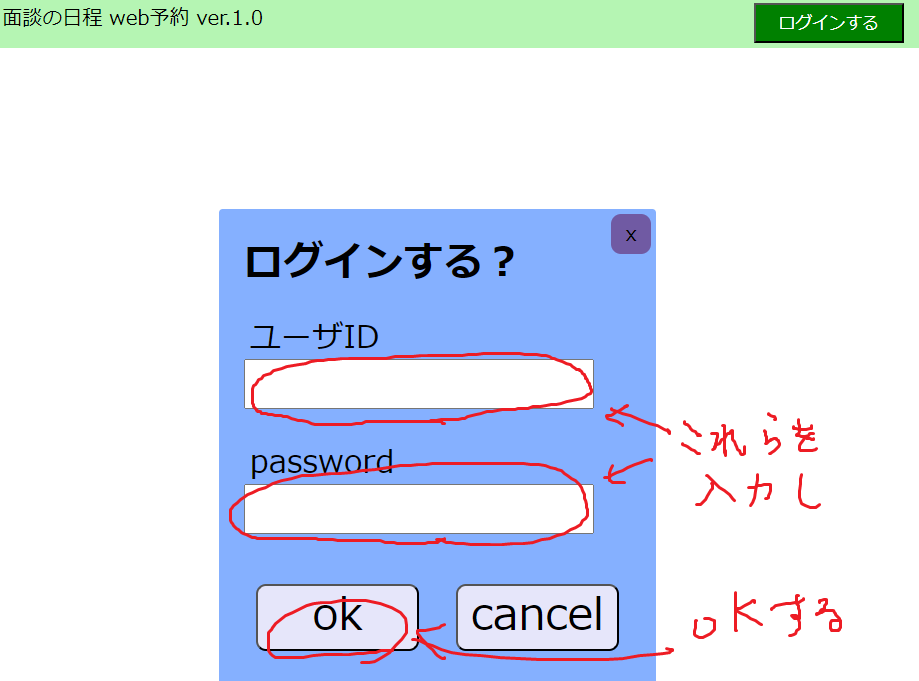 面談の日程 web予約 ver.1.0
ログインする
x
ログインする？
ユーザID
password
これらを
入力し
ok
cancel
OKする